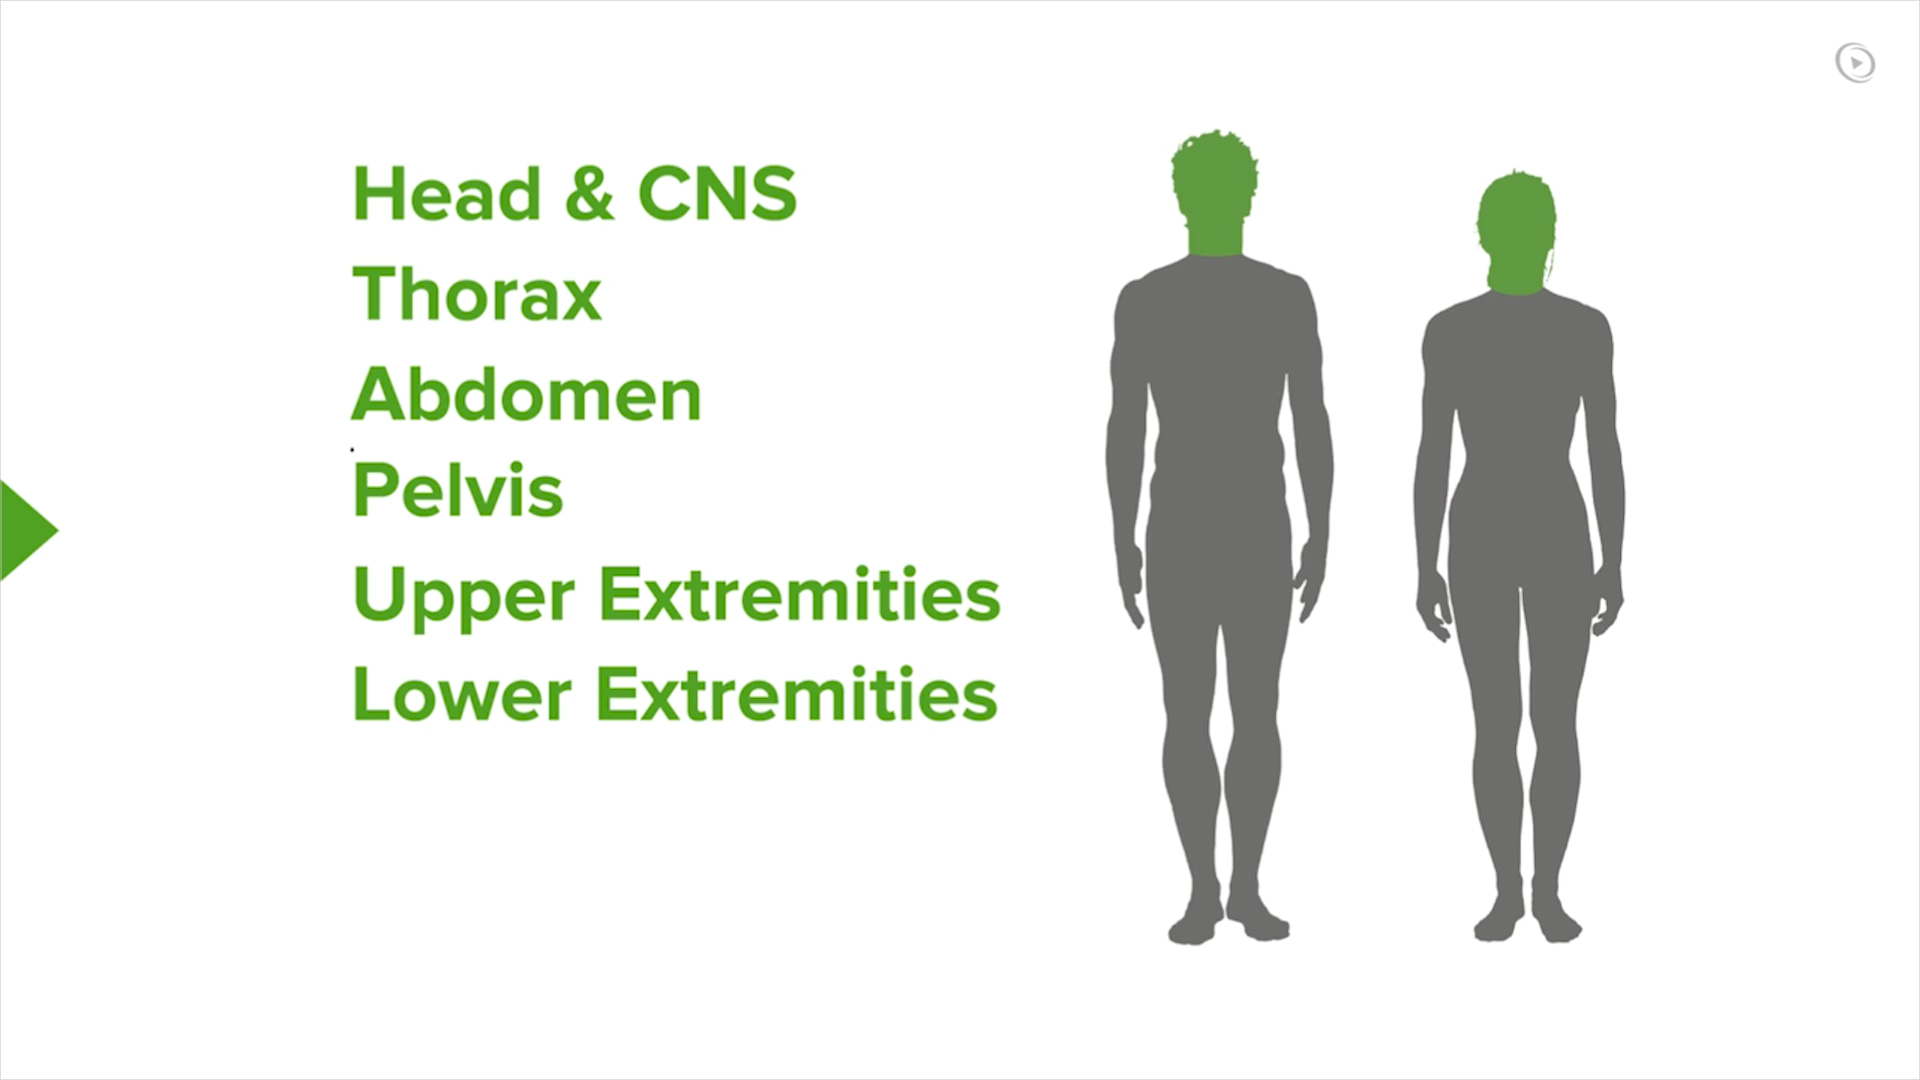 Head & CNS
Thorax
Abdomen
Pelvis
Upper Extremities
Lower Extremities